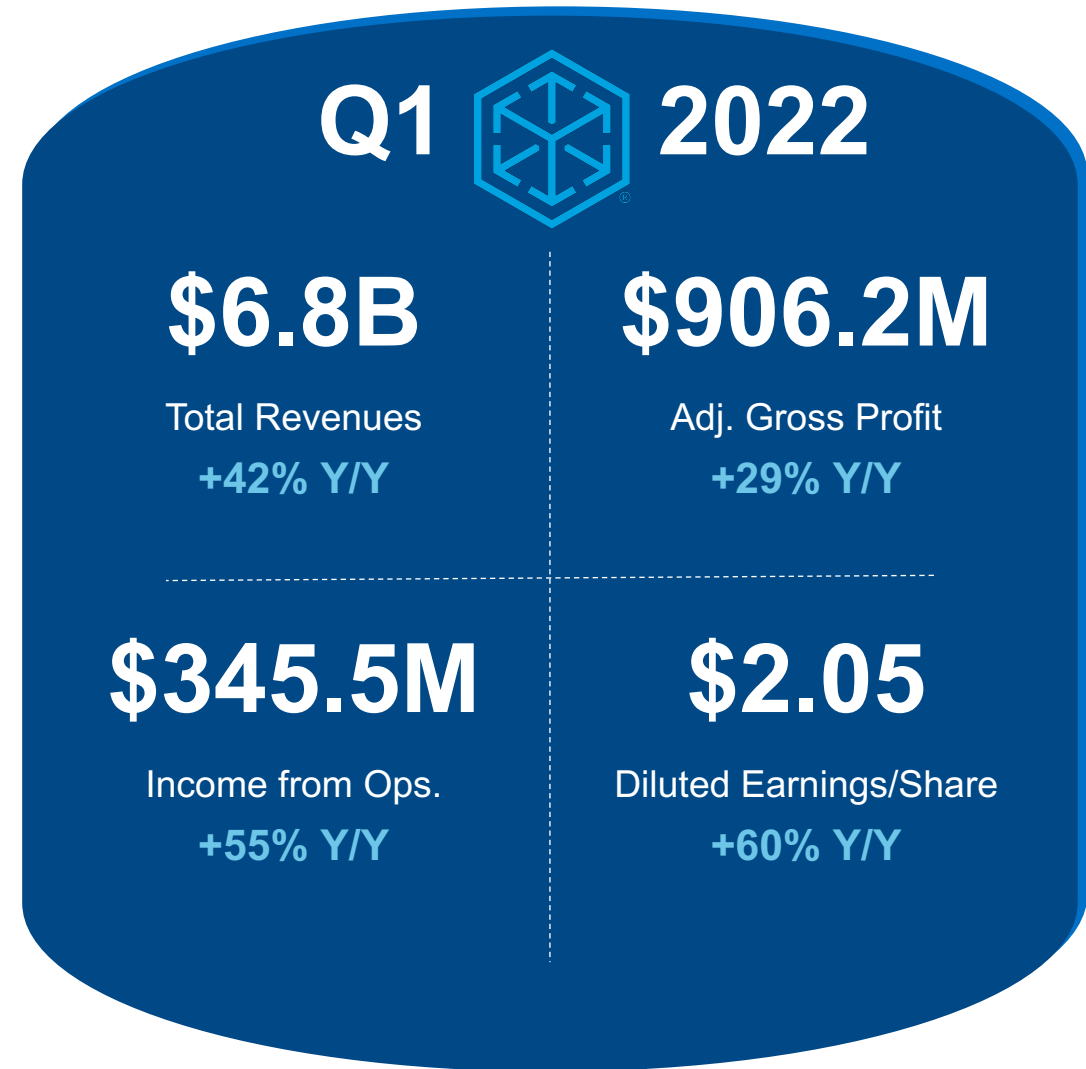 Q1 2022
®
$6.8B
Total Revenues
+42% Y/Y
$906.2M
Adj. Gross Profit
+29% Y/Y
$345.5M
Income from Ops.
+55% Y/Y
$2.05
Diluted Earnings/Share
+60% Y/Y